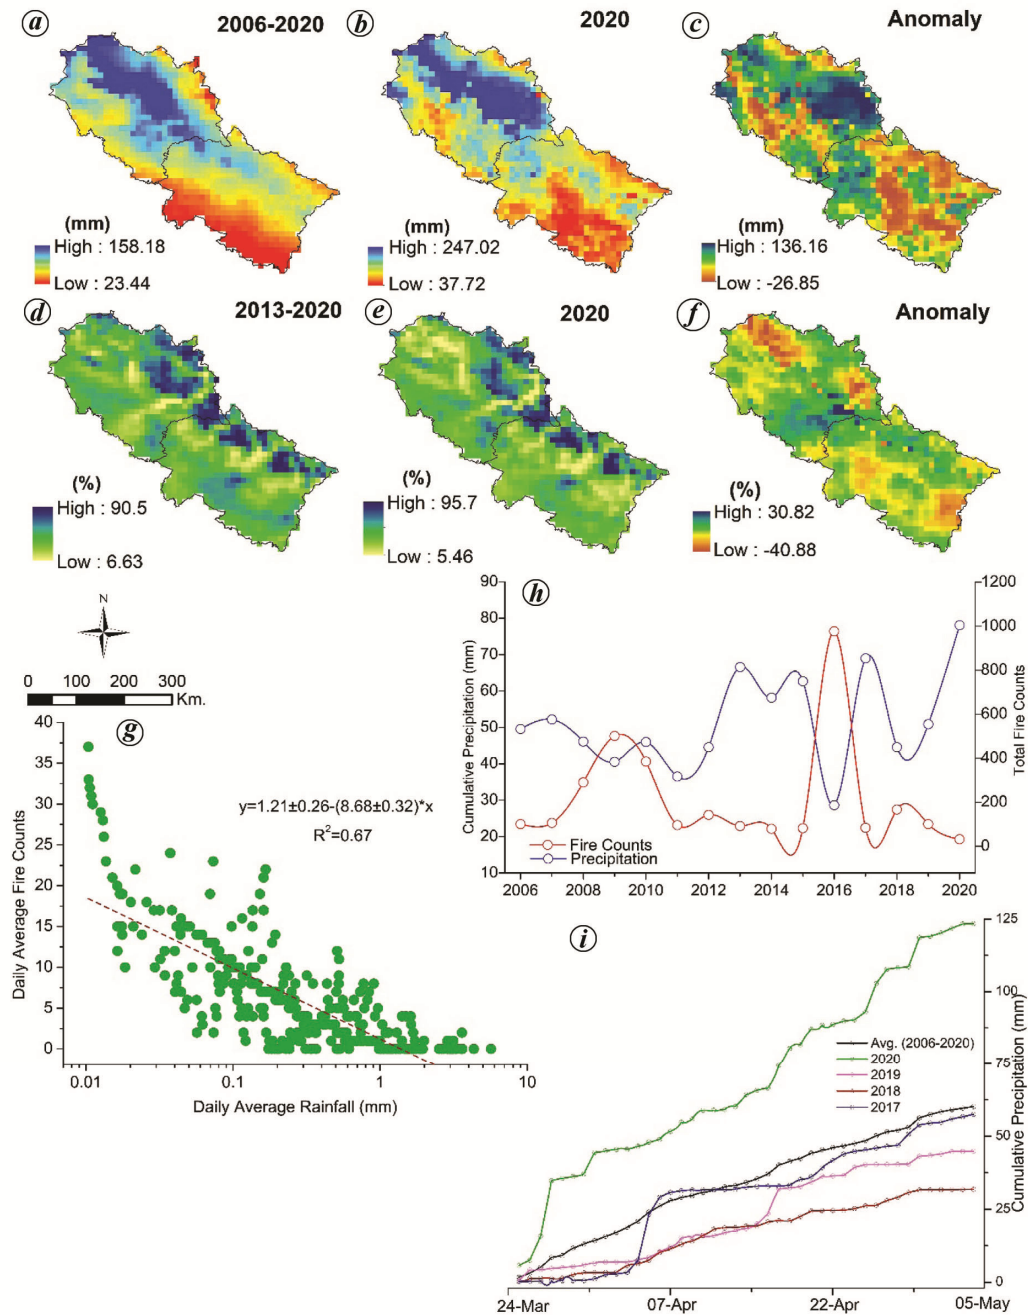 a 2006-2020
b 2020
c Anomaly
(mm)
High : 158.18
Low : 23.44
(mm)
High : 247.02
Low : 37.72
(mm)
High : 136.16
Low : -26.85
d 2013-2020
e 2020
f Anomaly
(%)
High : 90.5
Low : 6.63
(%)
High : 95.7
Low : 5.46
(%)
High : 30.82
Low : -40.88
N
0 50 100 200 300
Km.
g
40
35
30
25
20
15
10
5
0
Daily Average Fire Counts
y=1.21±0.26-(8.68±0.32)*x
R²=0.67
0.01 0.1 1 10
Daily Average Rainfall (mm)
h
90
80
70
60
50
40
30
20
10
Cumulative Precipitation (mm)
1200
1000
800
600
400
200
0
Total Fire Counts
Fire Counts
Precipitation
2006 2008 2010 2012 2014 2016 2018 2020
i
125
100
75
50
25
0
Cumulative Precipitation (mm)
Avg. (2006-2020)
2020
2019
2018
2017
24-Mar 07-Apr 22-Apr 05-May